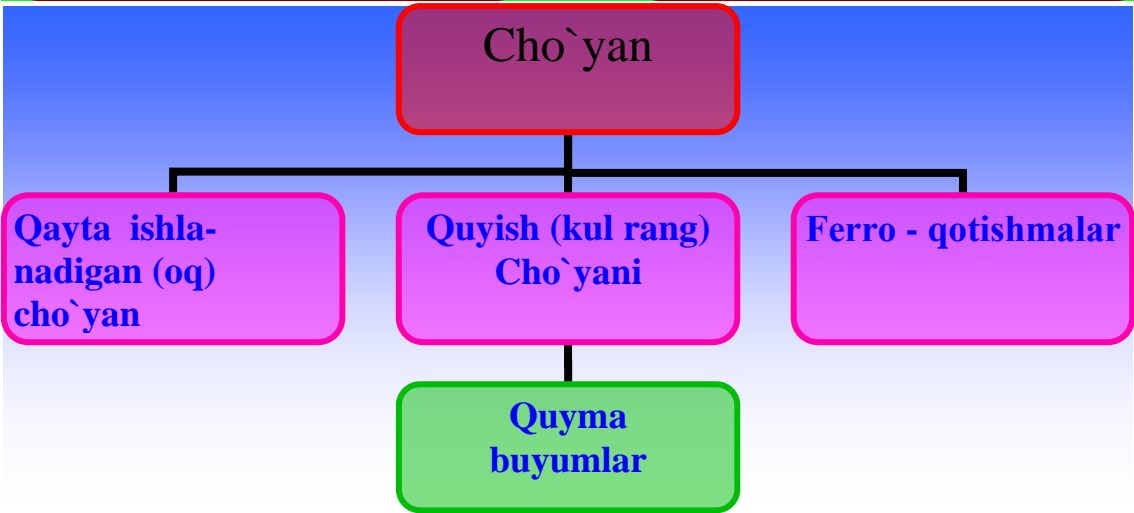 Cho`yan
Qayta ishla-
nadigan (oq)
cho`yan
Quyish (kul rang)
Cho`yani
Ferro - qotishmalar
Quyma
buyumlar